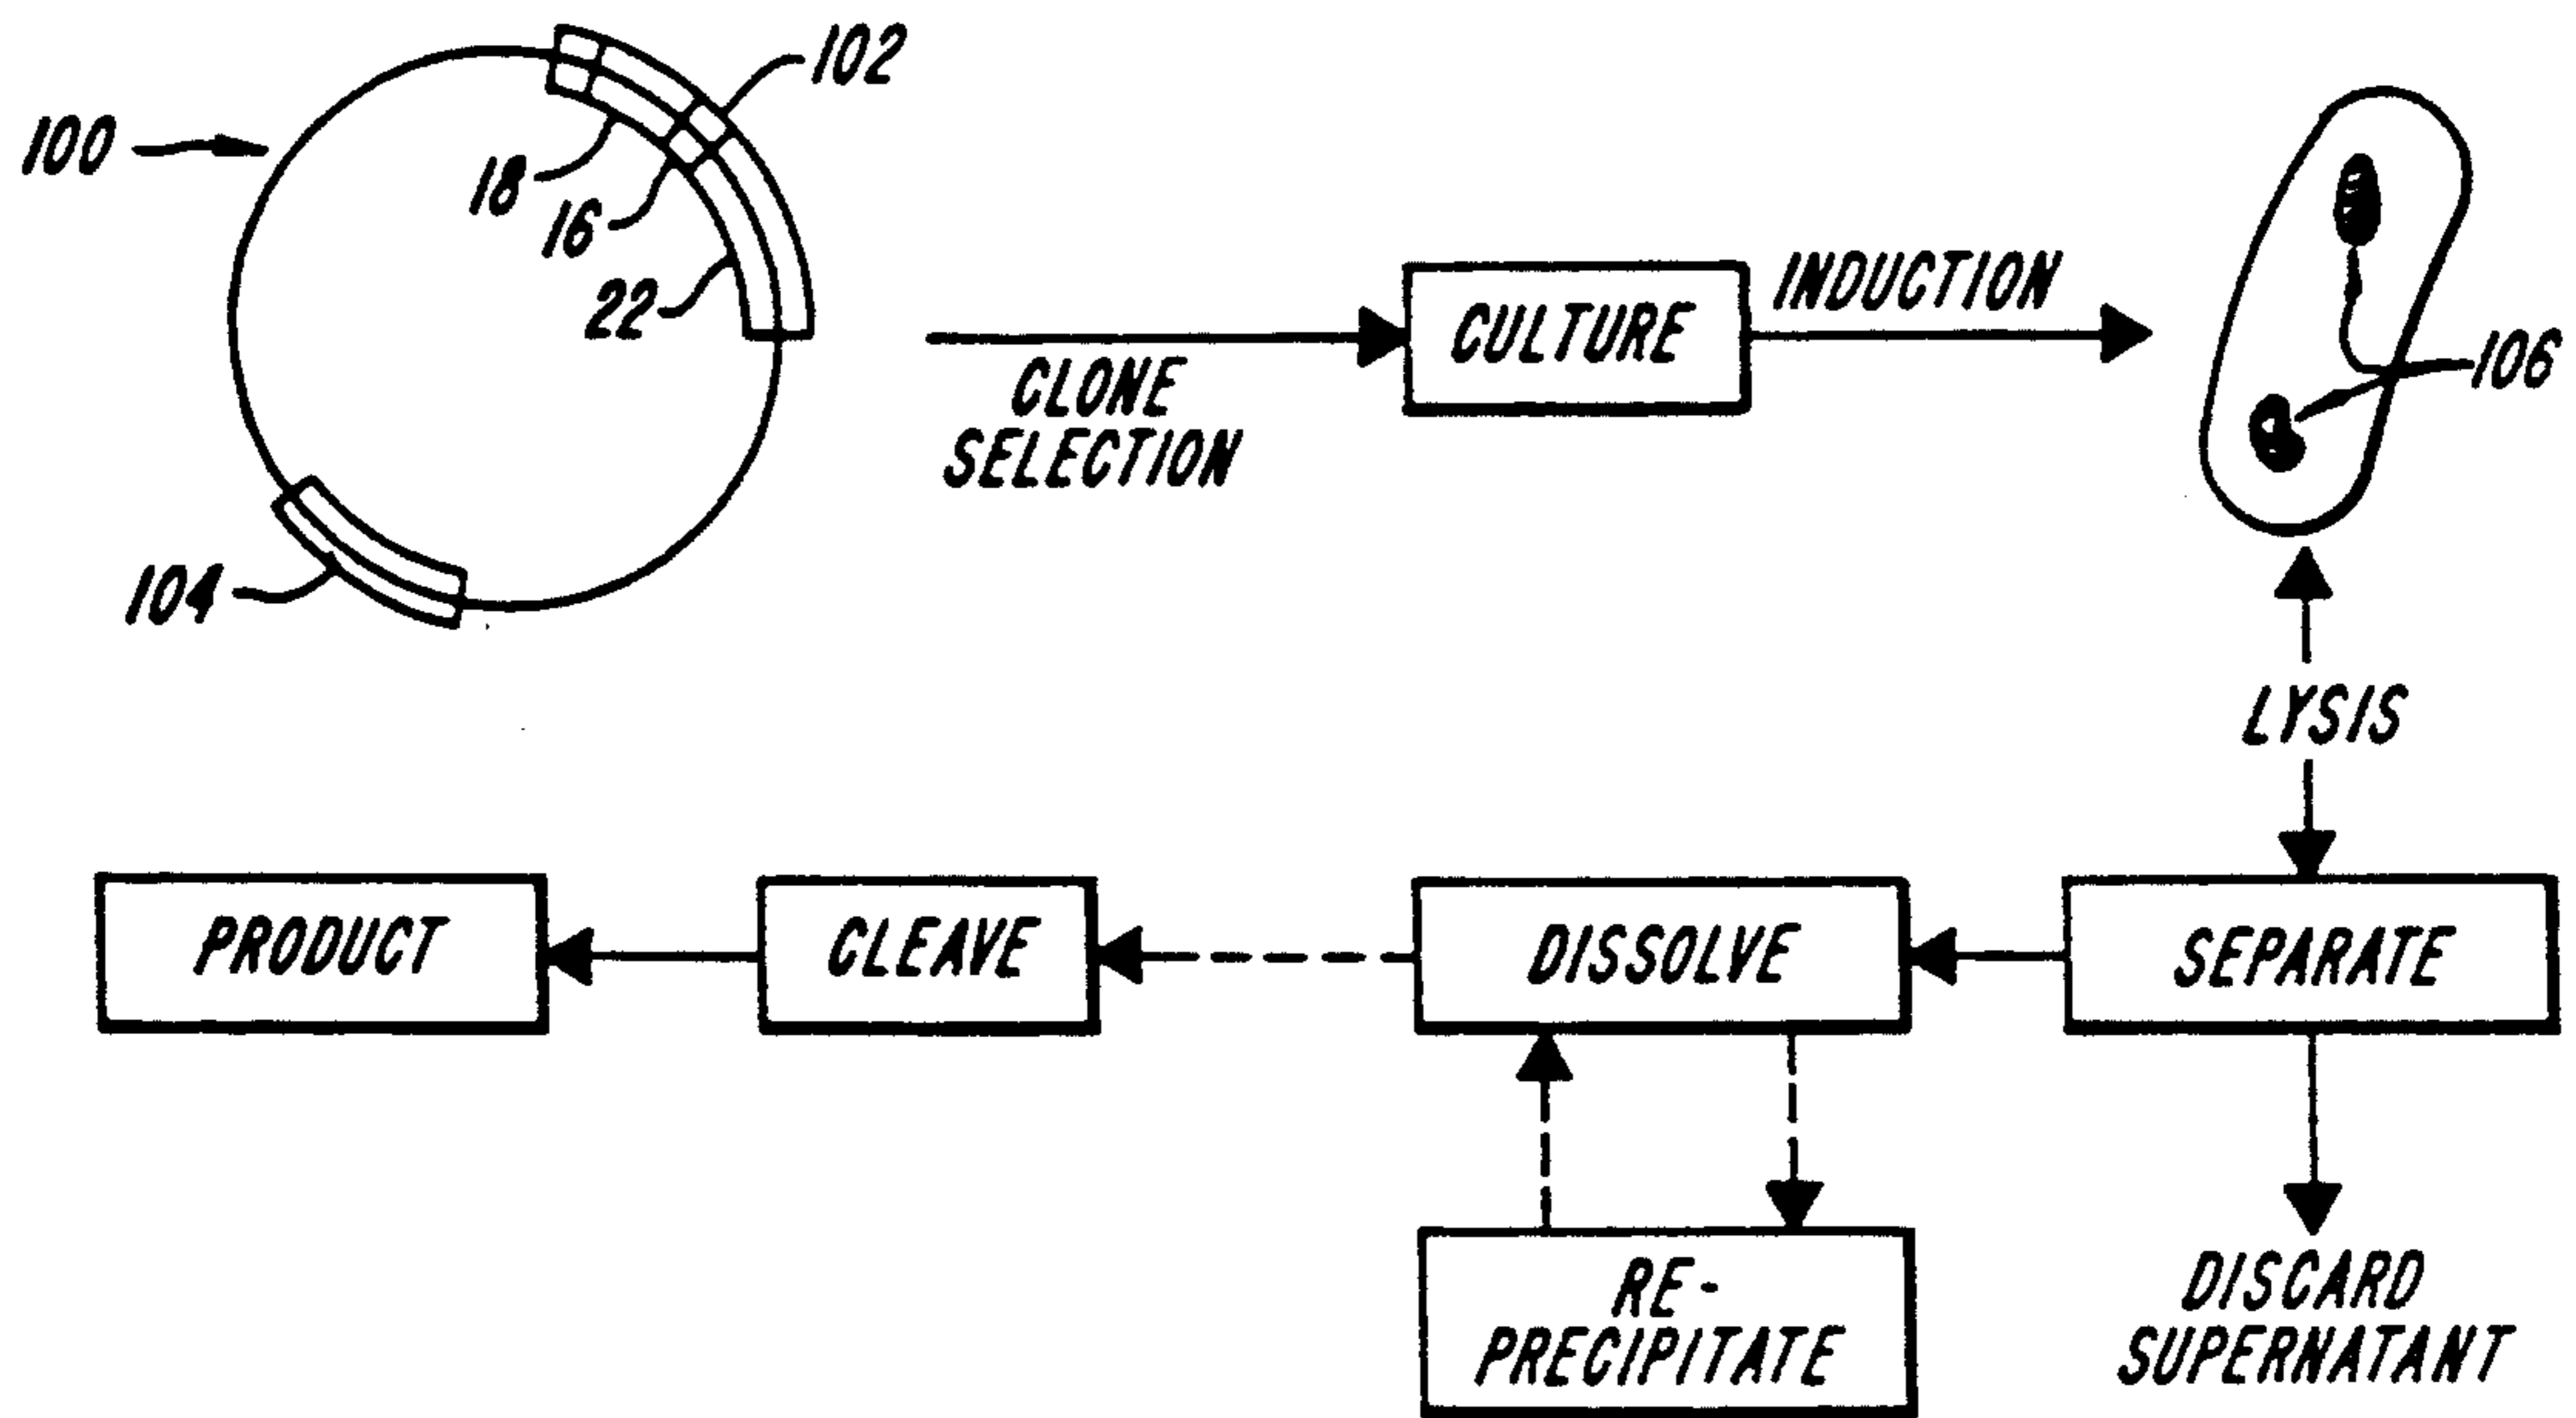 102
100
18
16
22
104
CLONE
SELECTION
CULTURE
INDUCTION
106
LYSIS
PRODUCT
CLEAVE
DISSOLVE
SEPARATE
RE-
PRECIPITATE
DISCARD
SUPERNATANT